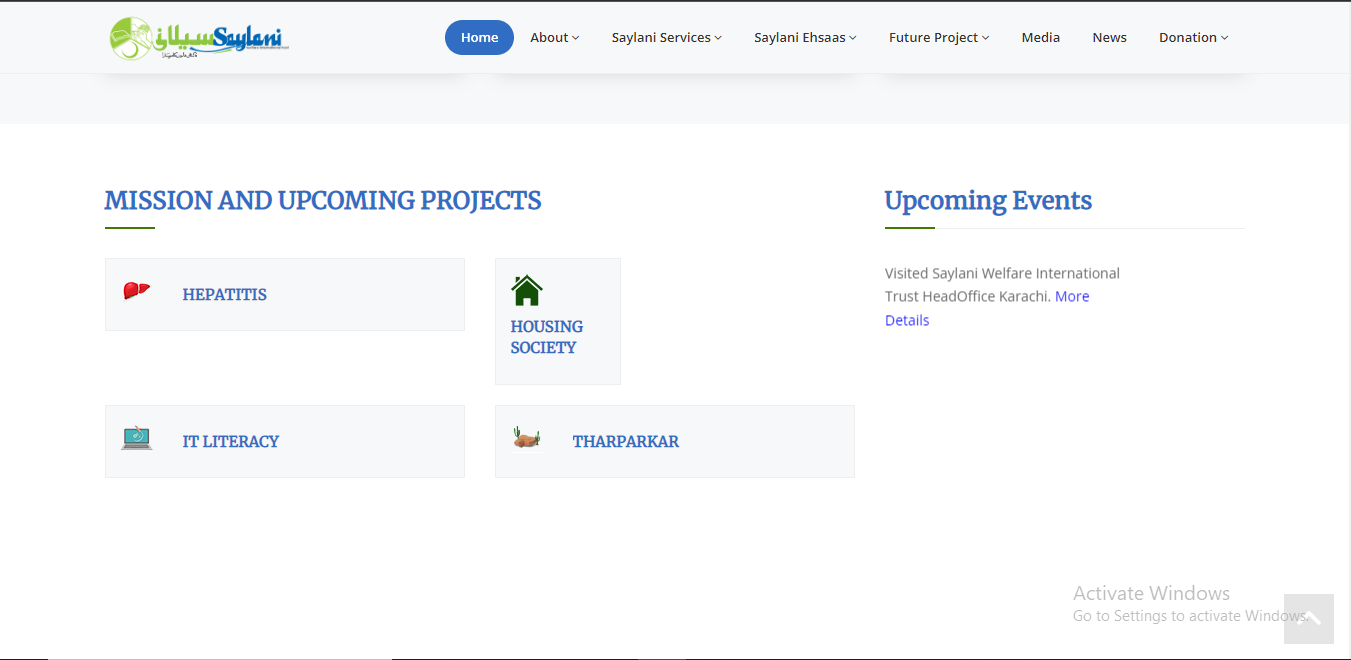 سیلانی Saylani
Home About Saylani Services Saylani Ehsaas Future Project Media News Donation
MISSION AND UPCOMING PROJECTS
HEPATITIS
HOUSING
SOCIETY
IT LITERACY
THARPARKAR
Upcoming Events
Visited Saylani Welfare International
Trust HeadOffice Karachi. More
Details
Activate Windows
Go to Settings to activate Windows.